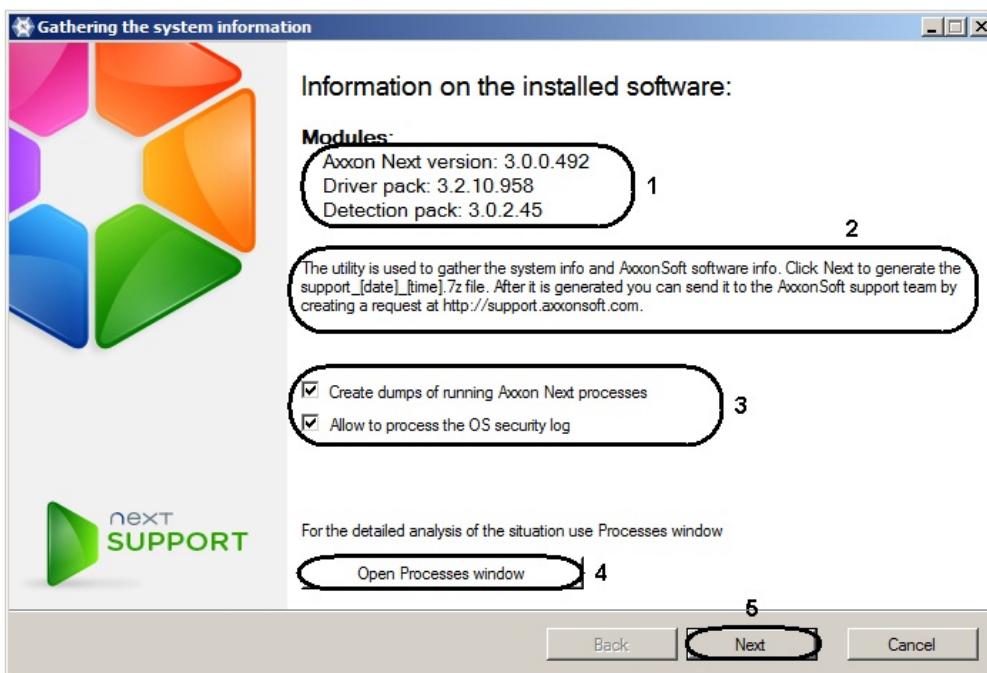 Gathering the system information
Information on the installed software:
Modules:
Axxon Next version: 3.0.0.492
Driver pack: 3.2.10.958
Detection pack: 3.0.2.45
1
2
The utility is used to gather the system info and AxxonSoft software info. Click Next to generate the
support_[date]_[time].7z file. After it is generated you can send it to the AxxonSoft support team by
creating a request at http://support.axxonsoft.com.
Create dumps of running Axxon Next processes
Allow to process the OS security log
3
next
SUPPORT
For the detailed analysis of the situation use Processes window
Open Processes window
4
5
Back
Next
Cancel